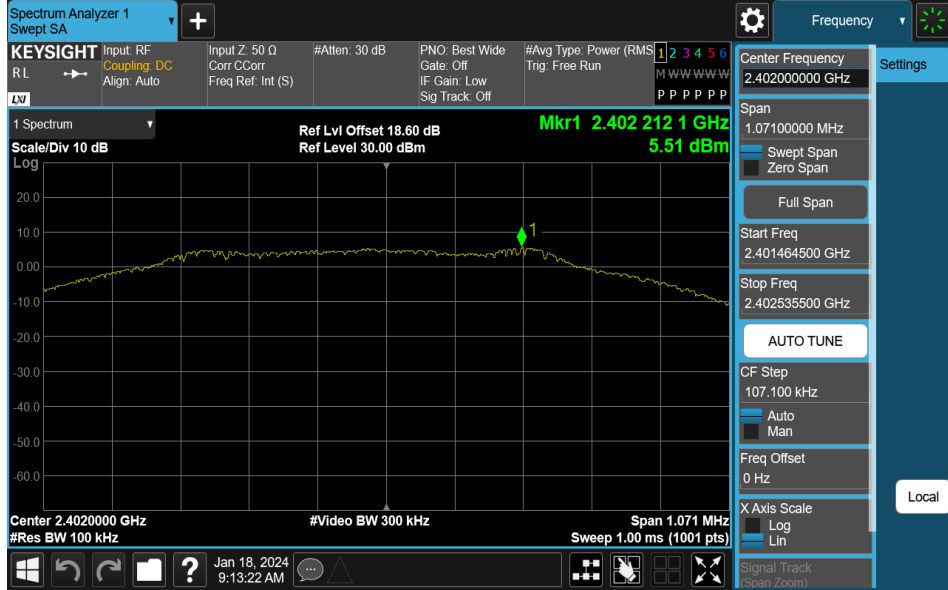 Spectrum Analyzer 1
Swept SA
+
Frequency
KEYSIGHT
R L
LXI
Input: RF
Coupling: DC
Align: Auto
Input Z: 50 Ω
Corr CCorr
Freq Ref: Int (S)
#Atten: 30 dB
PNO: Best Wide
Gate: Off
IF Gain: Low
Sig Track: Off
#Avg Type: Power (RMS
Trig: Free Run
1 2 3 4 5 6
M W W W W W
P P P P P P
1 Spectrum
Scale/Div 10 dB
Log
Ref Lvl Offset 18.60 dB
Ref Level 30.00 dBm
Mkr1 2.402 212 1 GHz
5.51 dBm
1
20.0
10.0
0.00
-10.0
-20.0
-30.0
-40.0
-50.0
-60.0
Center 2.4020000 GHz
#Res BW 100 kHz
#Video BW 300 kHz
Span 1.071 MHz
Sweep 1.00 ms (1001 pts)
Center Frequency
2.402000000 GHz
Span
1.07100000 MHz
Swept Span
Zero Span
Full Span
Start Freq
2.401464500 GHz
Stop Freq
2.402535500 GHz
AUTO TUNE
CF Step
107.100 kHz
Auto
Man
Freq Offset
0 Hz
X Axis Scale
Log
Lin
Signal Track
(Span Zoom)
Settings
Local
?
Jan 18, 2024
9:13:22 AM